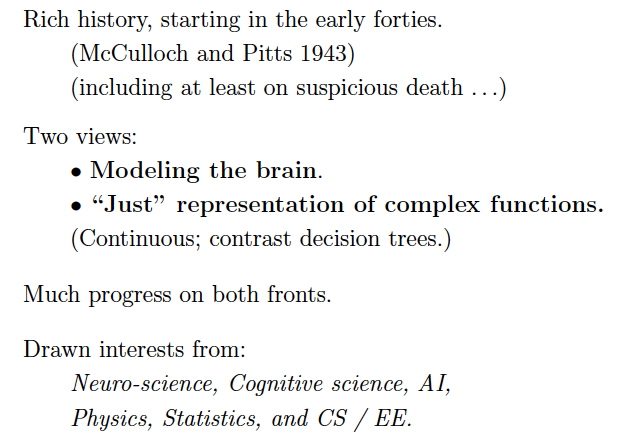 Rich history, starting in the early forties.
(McCulloch and Pitts 1943)
(including at least on suspicious death ...)
Two views:
• Modeling the brain.
• “Just” representation of complex functions.
(Continuous; contrast decision trees.)
Much progress on both fronts.
Drawn interests from:
Neuro-science, Cognitive science, AI,
Physics, Statistics, and CS / EE.